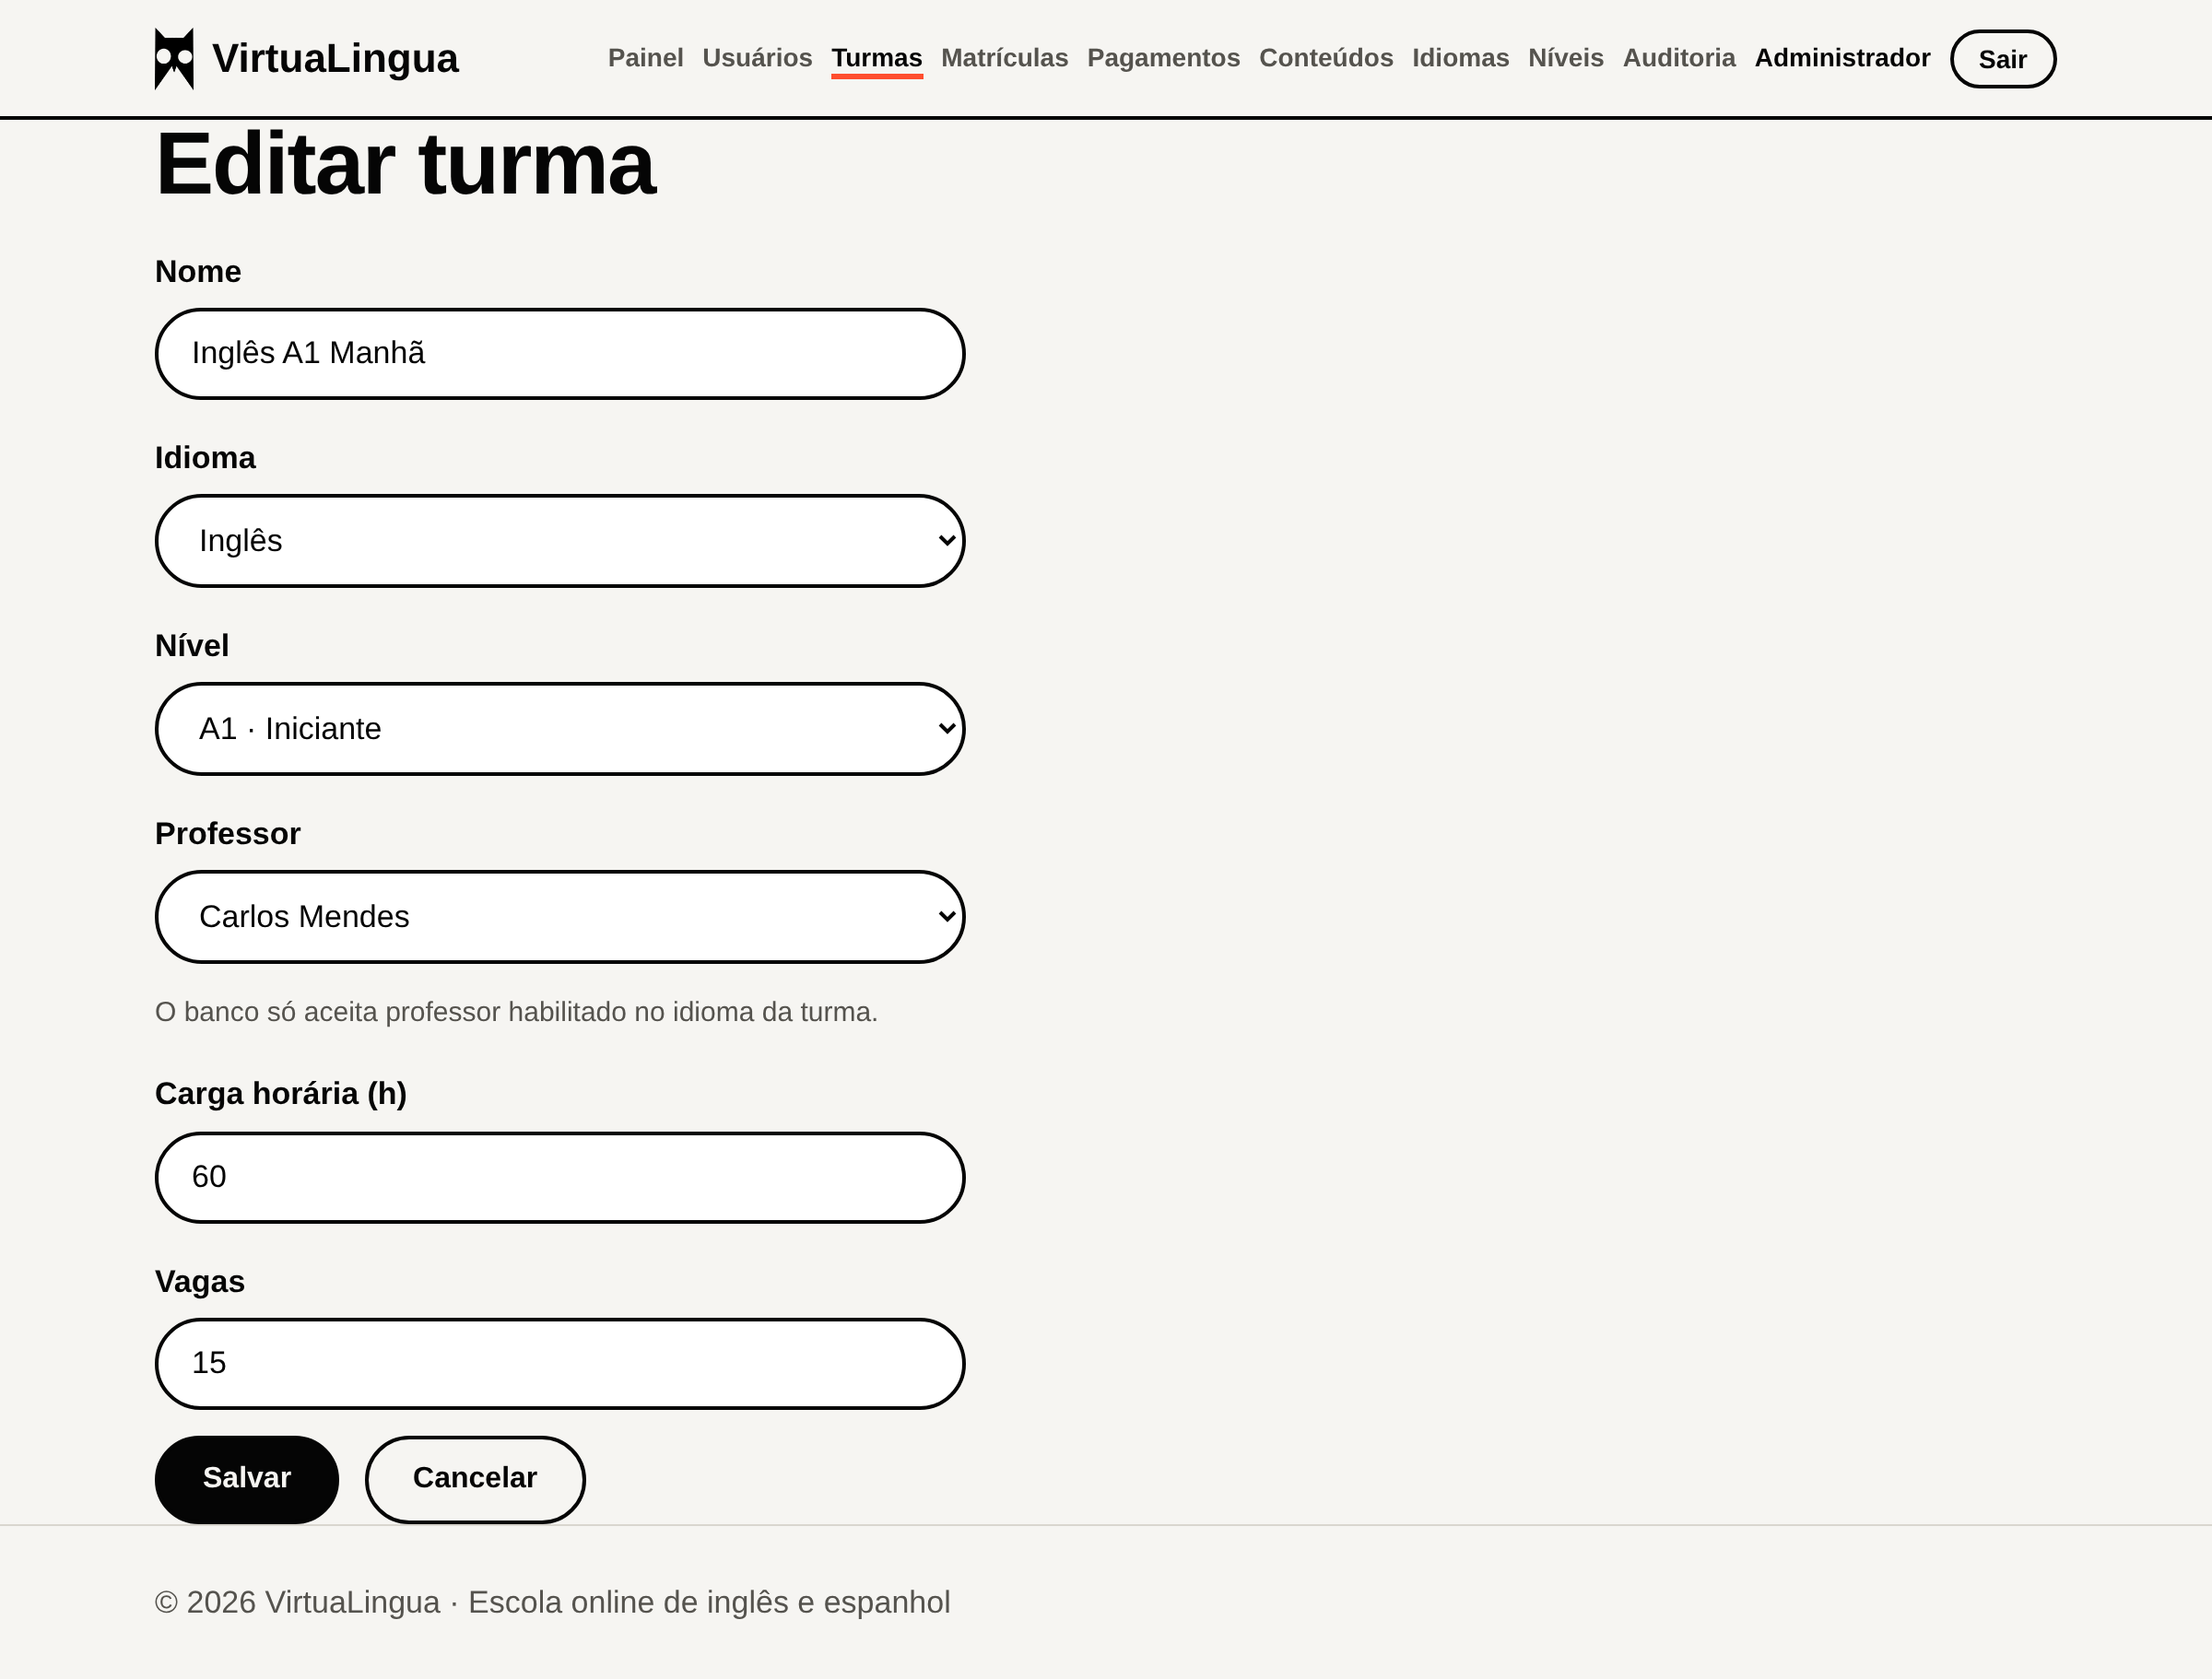 VirtuaLingua
Painel Usuários Turmas Matrículas Pagamentos Conteúdos Idiomas Níveis Auditoria Administrador Sair
Editar turma
Nome
Inglês A1 Manhã
Idioma
Inglês
Nível
A1 · Iniciante
Professor
Carlos Mendes
O banco só aceita professor habilitado no idioma da turma.
Carga horária (h)
60
Vagas
15
Salvar Cancelar
© 2026 VirtuaLingua · Escola online de inglês e espanhol